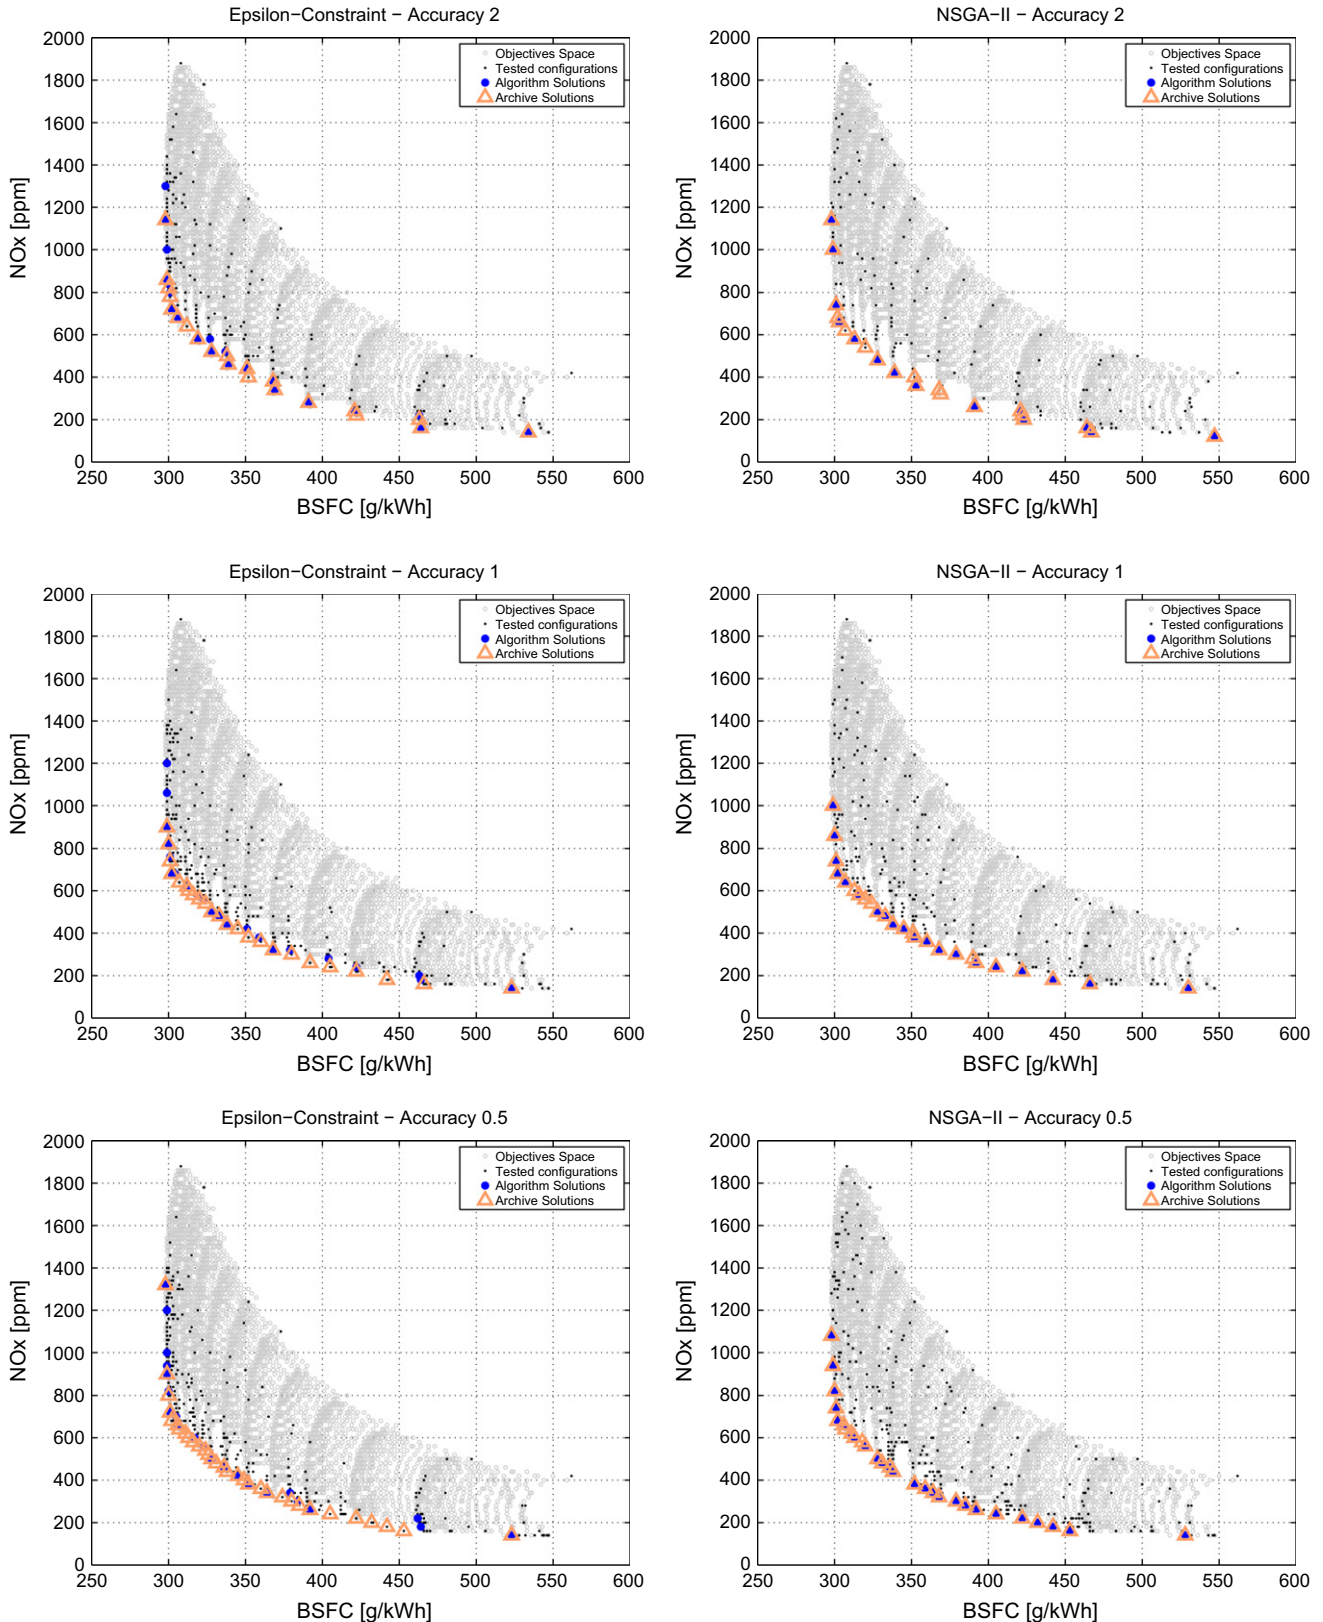 Epsilon−Constraint − Accuracy 2
2000
1800
1600
1400
1200
1000
800
600
400
200
0
NOx [ppm]
Objectives Space
Tested configurations
Algorithm Solutions
Archive Solutions
250 300 350 400 450 500 550 600
BSFC [g/kWh]
NSGA−II − Accuracy 2
2000
1800
1600
1400
1200
1000
800
600
400
200
0
NOx [ppm]
Objectives Space
Tested configurations
Algorithm Solutions
Archive Solutions
250 300 350 400 450 500 550 600
BSFC [g/kWh]
Epsilon−Constraint − Accuracy 1
2000
1800
1600
1400
1200
1000
800
600
400
200
0
NOx [ppm]
Objectives Space
Tested configurations
Algorithm Solutions
Archive Solutions
250 300 350 400 450 500 550 600
BSFC [g/kWh]
NSGA−II − Accuracy 1
2000
1800
1600
1400
1200
1000
800
600
400
200
0
NOx [ppm]
Objectives Space
Tested configurations
Algorithm Solutions
Archive Solutions
250 300 350 400 450 500 550 600
BSFC [g/kWh]
Epsilon−Constraint − Accuracy 0.5
2000
1800
1600
1400
1200
1000
800
600
400
200
0
NOx [ppm]
Objectives Space
Tested configurations
Algorithm Solutions
Archive Solutions
250 300 350 400 450 500 550 600
BSFC [g/kWh]
NSGA−II − Accuracy 0.5
2000
1800
1600
1400
1200
1000
800
600
400
200
0
NOx [ppm]
Objectives Space
Tested configurations
Algorithm Solutions
Archive Solutions
250 300 350 400 450 500 550 600
BSFC [g/kWh]